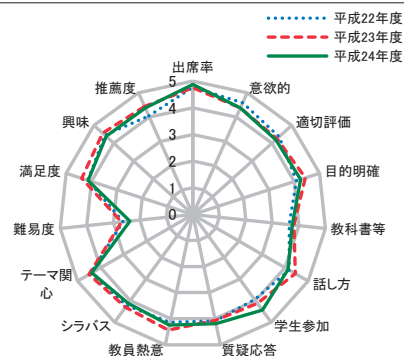 平成22年度
平成23年度
平成24年度
出席率
意欲的
適切評価
目的明確
教科書等
話し方
学生参加
質疑応答
教員熱意
シラバス
テーマ関
心
難易度
満足度
興味
推薦度
5
4
3
2
1
0